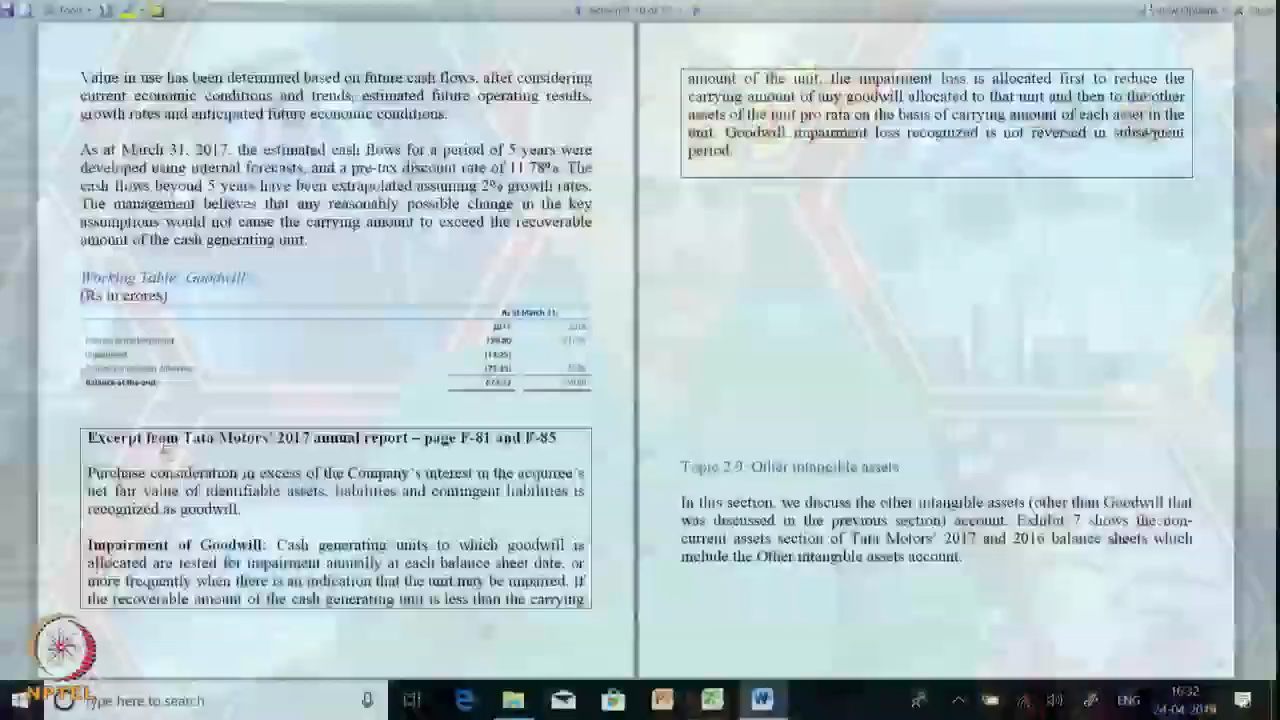 Tools
Value in use has been determined based on future cash flows, after considering
current economic conditions and trends, estimated future operating results,
growth rates and anticipated future economic conditions.
As at March 31, 2017, the estimated cash flows for a period of 5 years were
developed using internal forecasts, and a pre-tax discount rate of 11.78%. The
cash flows beyond 5 years have been extrapolated assuming 2% growth rates.
The management believes that any reasonably possible change in the key
assumptions would not cause the carrying amount to exceed the recoverable
amount of the cash generating unit.
Working Table: Goodwill
(Rs in crores)
As at March 31,
Impairment
Balance at the end
Excerpt from Tata Motors' 2017 annual report – page F-81 and F-85
Purchase consideration in excess of the Company's interest in the acquiree's
net fair value of identifiable assets, liabilities and contingent liabilities is
recognized as goodwill.
Impairment of Goodwill: Cash generating units to which goodwill is
allocated are tested for impairment annually at each balance sheet date, or
more frequently when there is an indication that the unit may be impaired. If
the recoverable amount of the cash generating unit is less than the carrying
amount of the unit, the impairment loss is allocated first to reduce the
carrying amount of any goodwill allocated to that unit and then to the other
assets of the unit pro rata on the basis of carrying amount of each asset in the
unit. Goodwill impairment loss recognized is not reversed in subsequent
period.
Topic 2.9: Other intangible assets
In this section, we discuss the other intangible assets (other than Goodwill that
was discussed in the previous section) account. Exhibit 7 shows the non-
current assets section of Tata Motors' 2017 and 2016 balance sheets which
include the Other intangible assets account.
NPTEL
Type here to search
ENG
16:32
24-04-2019